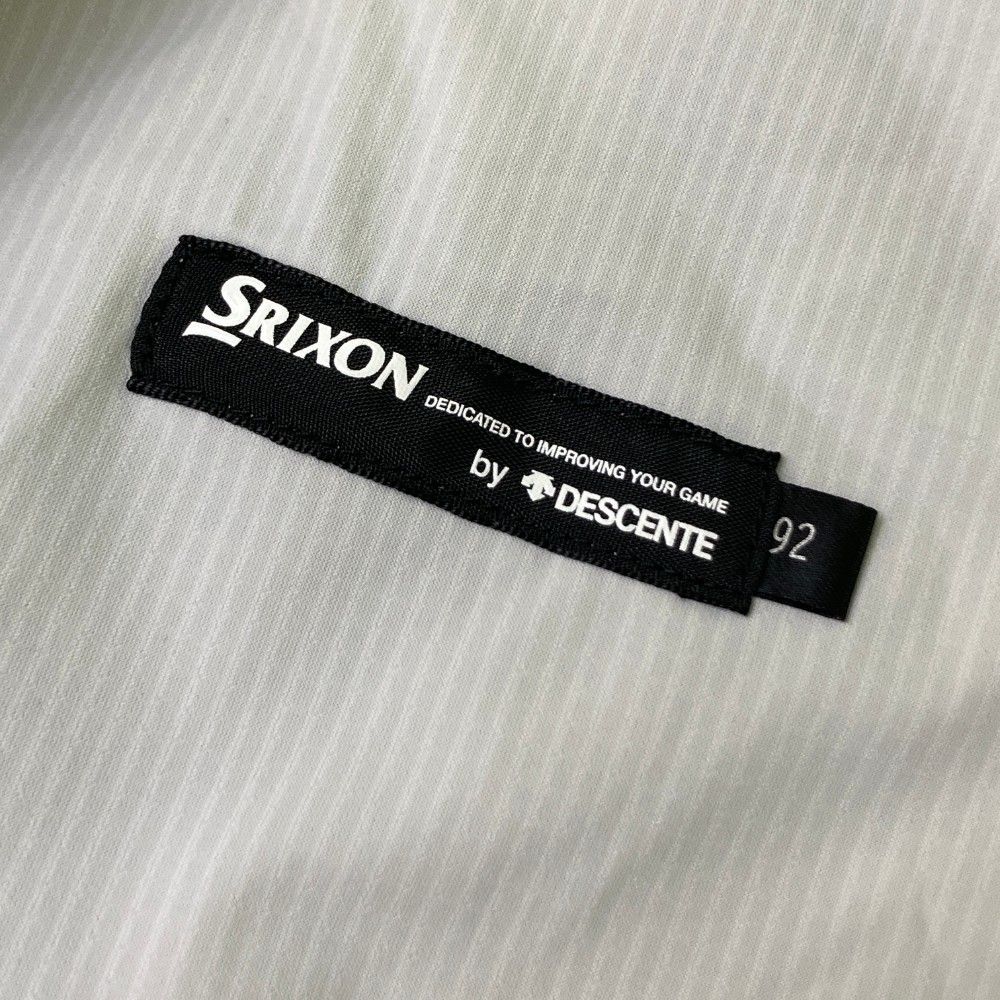 SRIXON
DEDICATED TO IMPROVING YOUR GAME
by DESCENTE
92